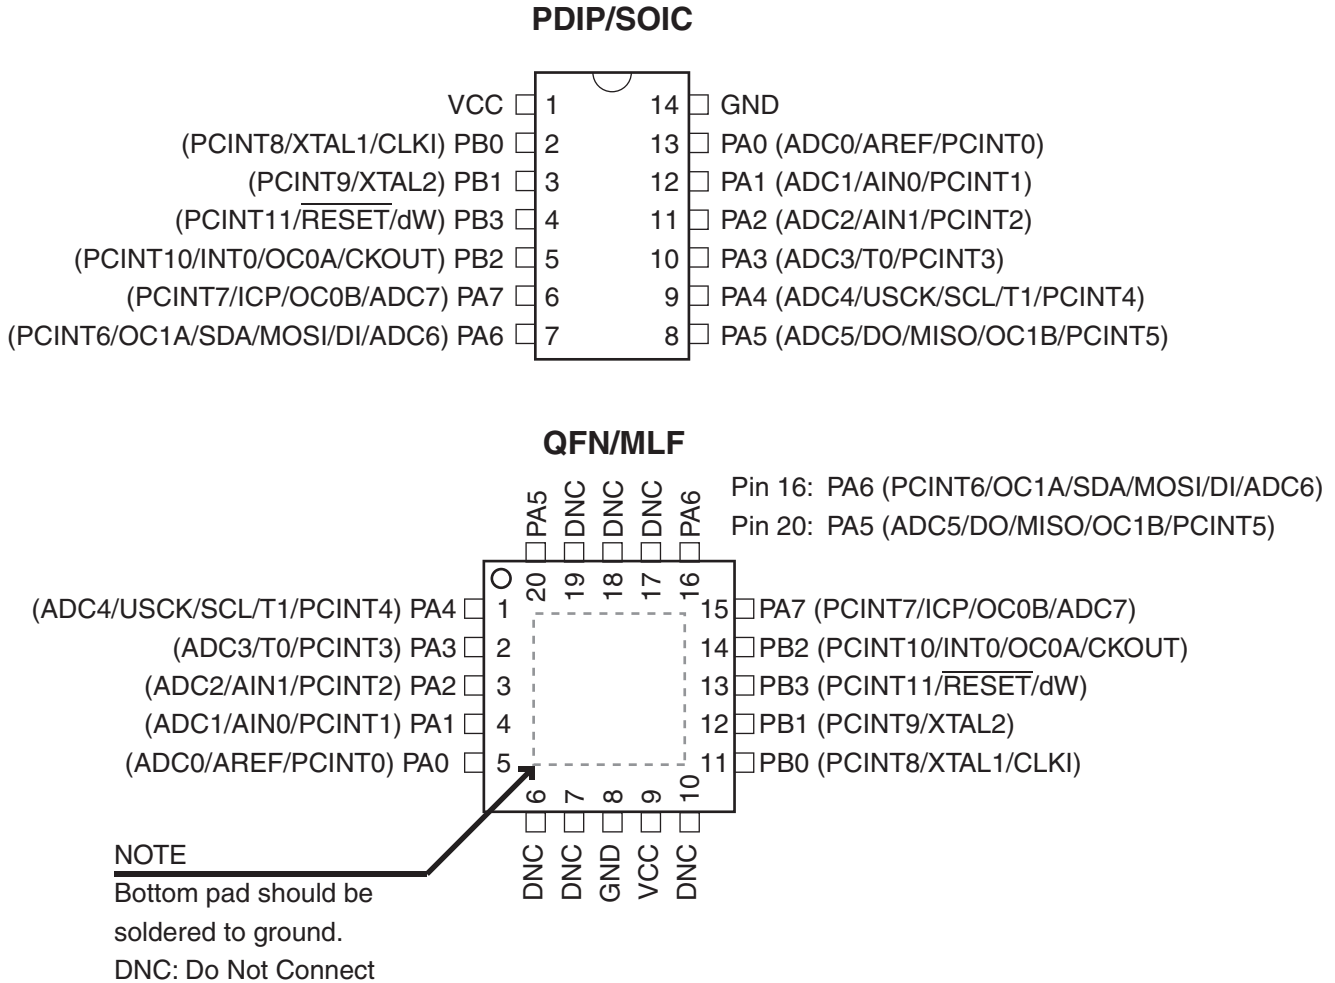 PDIP/SOIC
VCC 1 14 GND
(PCINT8/XTAL1/CLKI) PB0 2 13 PA0 (ADC0/AREF/PCINT0)
(PCINT9/XTAL2) PB1 3 12 PA1 (ADC1/AIN0/PCINT1)
(PCINT11/RESET/dW) PB3 4 11 PA2 (ADC2/AIN1/PCINT2)
(PCINT10/INT0/OC0A/CKOUT) PB2 5 10 PA3 (ADC3/T0/PCINT3)
(PCINT7/ICP/OC0B/ADC7) PA7 6 9 PA4 (ADC4/USCK/SCL/T1/PCINT4)
(PCINT6/OC1A/SDA/MOSI/DI/ADC6) PA6 7 8 PA5 (ADC5/DO/MISO/OC1B/PCINT5)
QFN/MLF
Pin 16: PA6 (PCINT6/OC1A/SDA/MOSI/DI/ADC6)
Pin 20: PA5 (ADC5/DO/MISO/OC1B/PCINT5)
PA5 DNC DNC DNC PA6
20 19 18 17 16
(ADC4/USCK/SCL/T1/PCINT4) PA4 1 15 PA7 (PCINT7/ICP/OC0B/ADC7)
(ADC3/T0/PCINT3) PA3 2 14 PB2 (PCINT10/INT0/OC0A/CKOUT)
(ADC2/AIN1/PCINT2) PA2 3 13 PB3 (PCINT11/RESET/dW)
(ADC1/AIN0/PCINT1) PA1 4 12 PB1 (PCINT9/XTAL2)
(ADC0/AREF/PCINT0) PA0 5 11 PB0 (PCINT8/XTAL1/CLKI)
6 7 8 9 10
DNC DNC GND VCC DNC
NOTE
Bottom pad should be
soldered to ground.
DNC: Do Not Connect